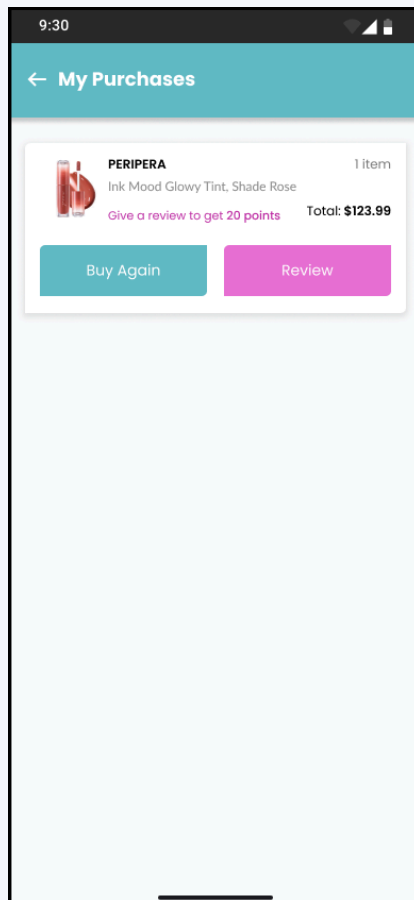 9:30
My Purchases
PERIPERA
1 item
Ink Mood Glowy Tint, Shade Rose
Give a review to get 20 points
Total: $123.99
Buy Again
Review